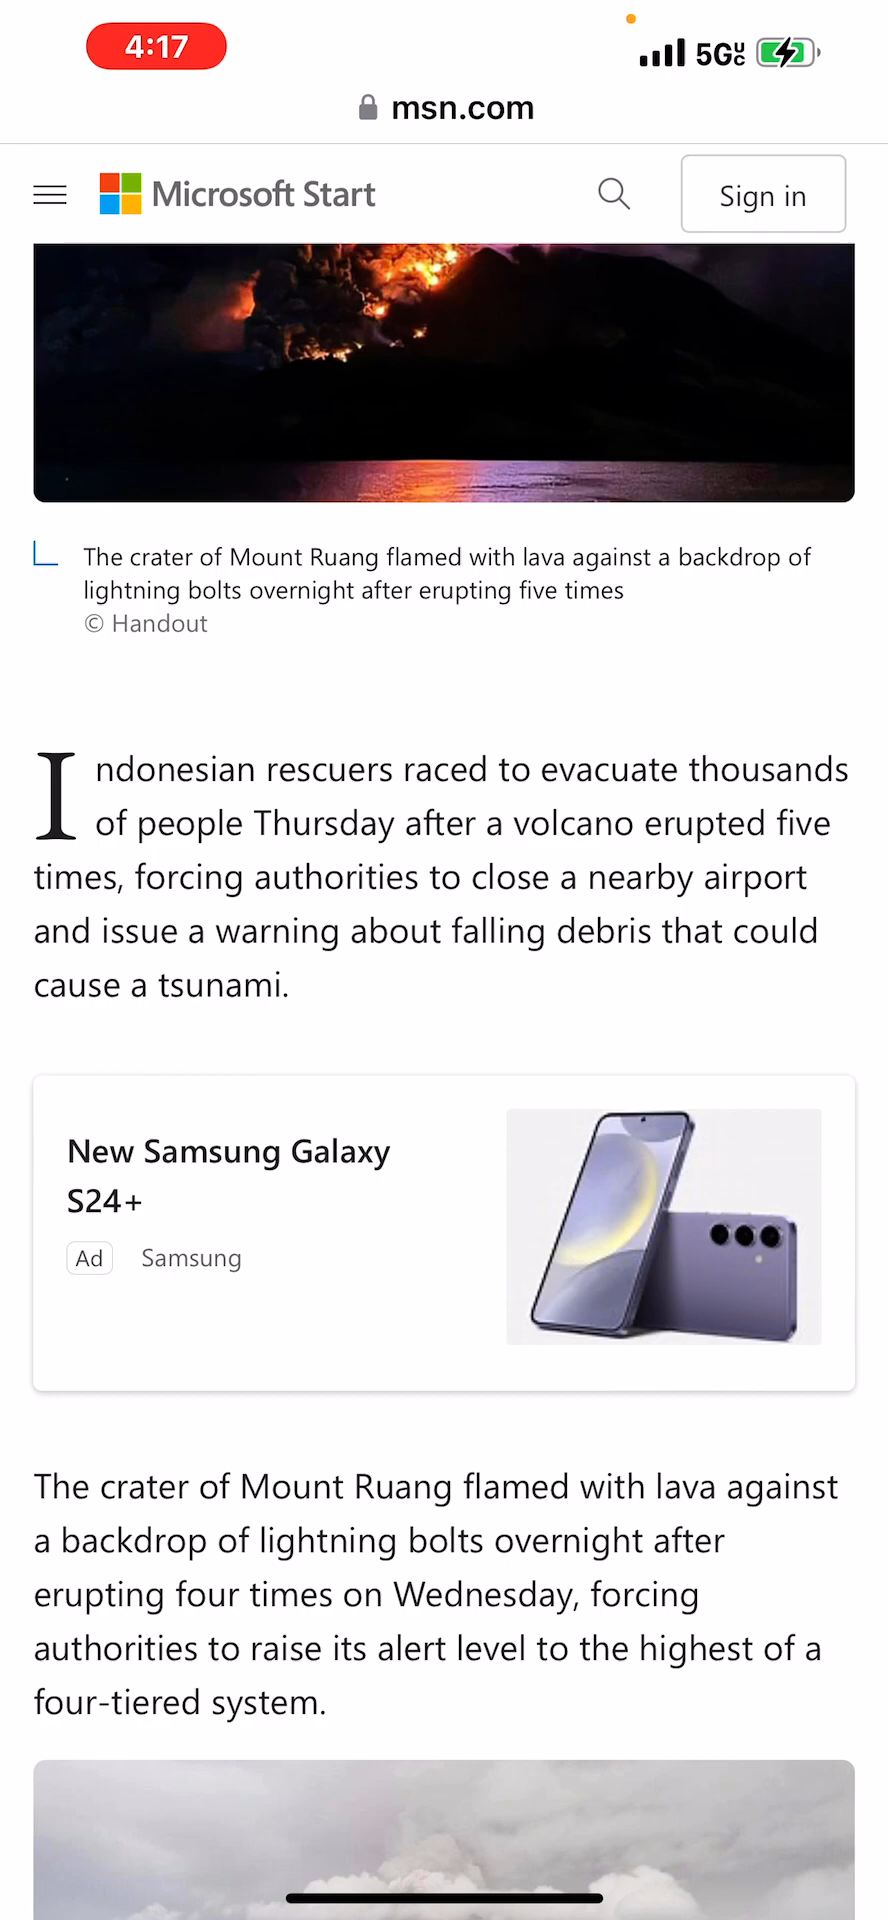 4:17
5GUC
msn.com
Microsoft Start
Sign in
The crater of Mount Ruang flamed with lava against a backdrop of
lightning bolts overnight after erupting five times
© Handout
Indonesian rescuers raced to evacuate thousands
of people Thursday after a volcano erupted five
times, forcing authorities to close a nearby airport
and issue a warning about falling debris that could
cause a tsunami.
New Samsung Galaxy
S24+
Ad Samsung
The crater of Mount Ruang flamed with lava against
a backdrop of lightning bolts overnight after
erupting four times on Wednesday, forcing
authorities to raise its alert level to the highest of a
four-tiered system.